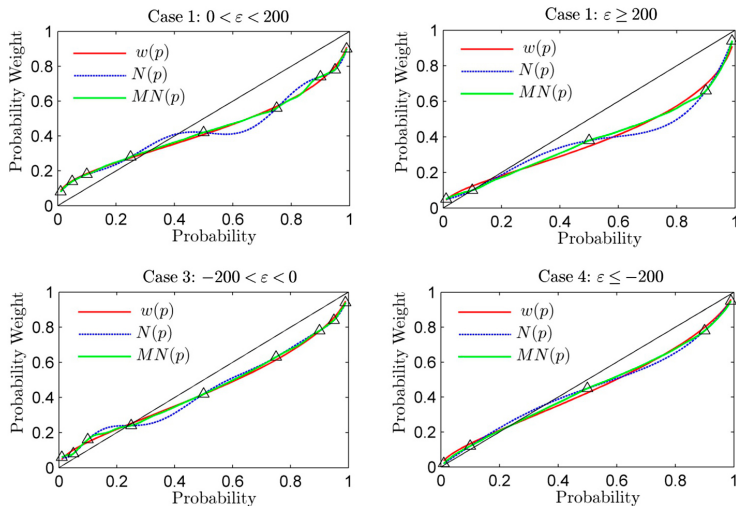 Case 1: 0 < ε < 200
Probability Weight
1
0.8
0.6
0.4
0.2
0
w(p)
N(p)
MN(p)
0 0.2 0.4 0.6 0.8 1
Probability
Case 1: ε ≥ 200
Probability Weight
1
0.8
0.6
0.4
0.2
0
w(p)
N(p)
MN(p)
0 0.2 0.4 0.6 0.8 1
Probability
Case 3: −200 < ε < 0
Probability Weight
1
0.8
0.6
0.4
0.2
0
w(p)
N(p)
MN(p)
0 0.2 0.4 0.6 0.8 1
Probability
Case 4: ε ≤ −200
Probability Weight
1
0.8
0.6
0.4
0.2
0
w(p)
N(p)
MN(p)
0 0.2 0.4 0.6 0.8 1
Probability